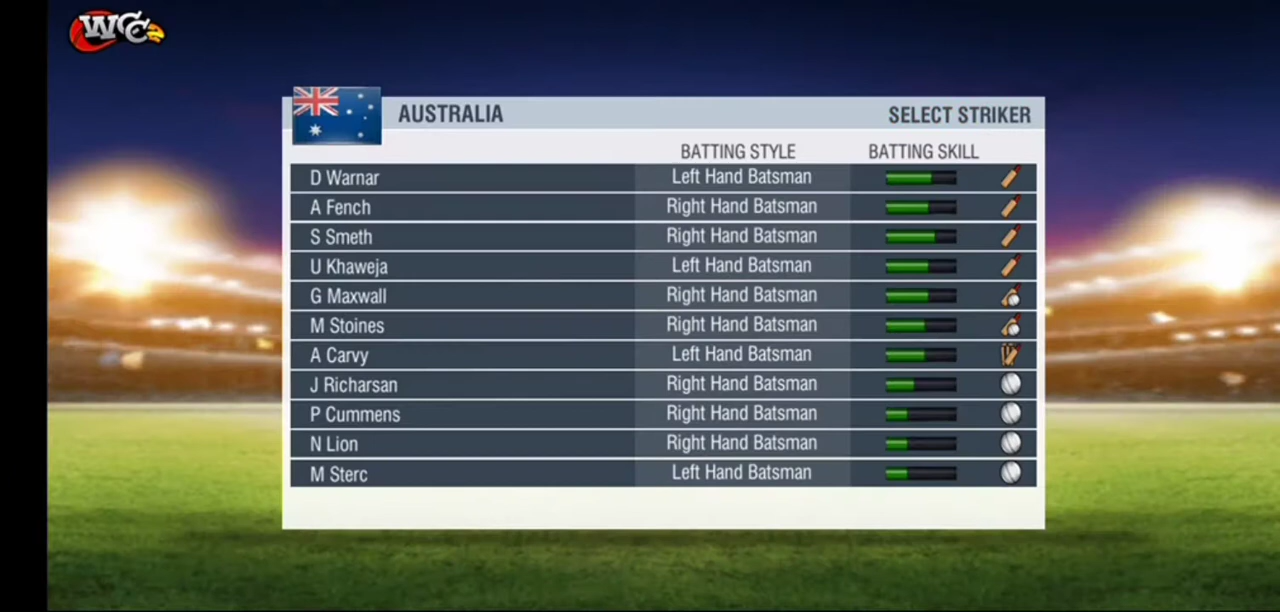 WCC
AUSTRALIA SELECT STRIKER
BATTING STYLE BATTING SKILL
D Warnar Left Hand Batsman
A Fench Right Hand Batsman
S Smeth Right Hand Batsman
U Khaweja Left Hand Batsman
G Maxwall Right Hand Batsman
M Stoines Right Hand Batsman
A Carvy Left Hand Batsman
J Richarsan Right Hand Batsman
P Cummens Right Hand Batsman
N Lion Right Hand Batsman
M Sterc Left Hand Batsman